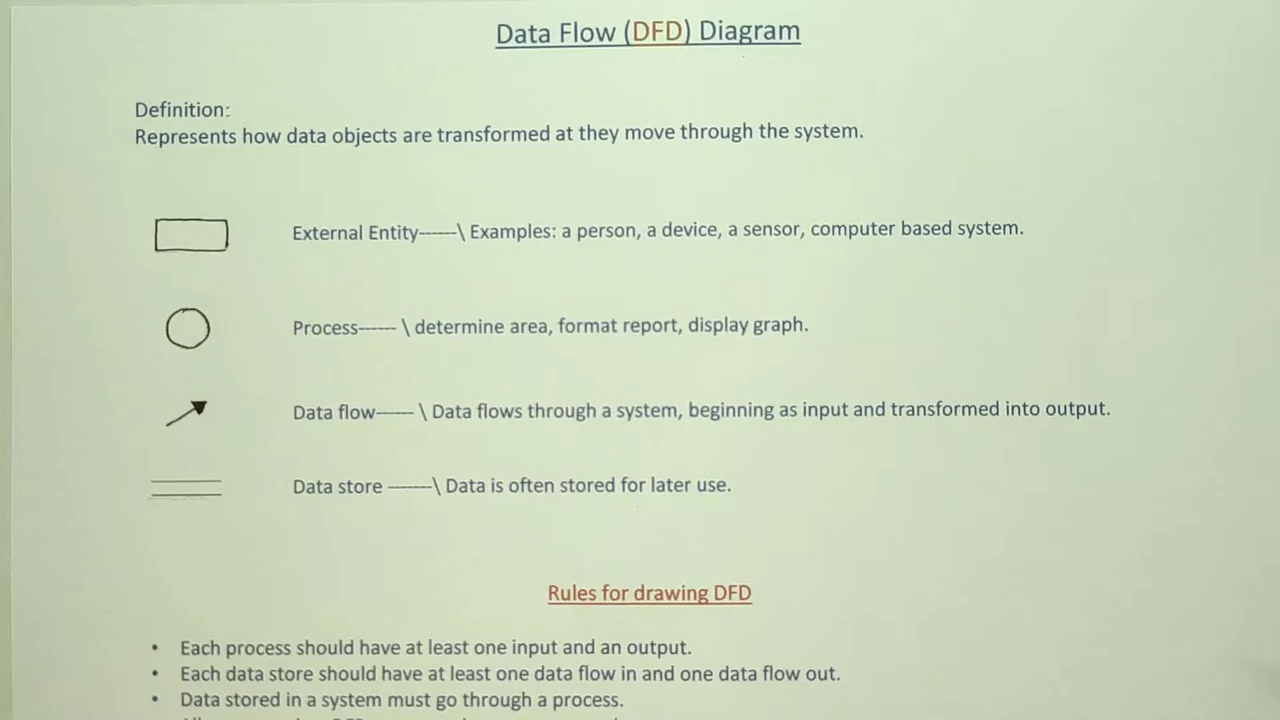 Data Flow (DFD) Diagram
Definition:
Represents how data objects are transformed at they move through the system.
External Entity------\ Examples: a person, a device, a sensor, computer based system.
Process------ \ determine area, format report, display graph.
Data flow------ \ Data flows through a system, beginning as input and transformed into output.
Data store -------\ Data is often stored for later use.
Rules for drawing DFD
• Each process should have at least one input and an output.
• Each data store should have at least one data flow in and one data flow out.
• Data stored in a system must go through a process.